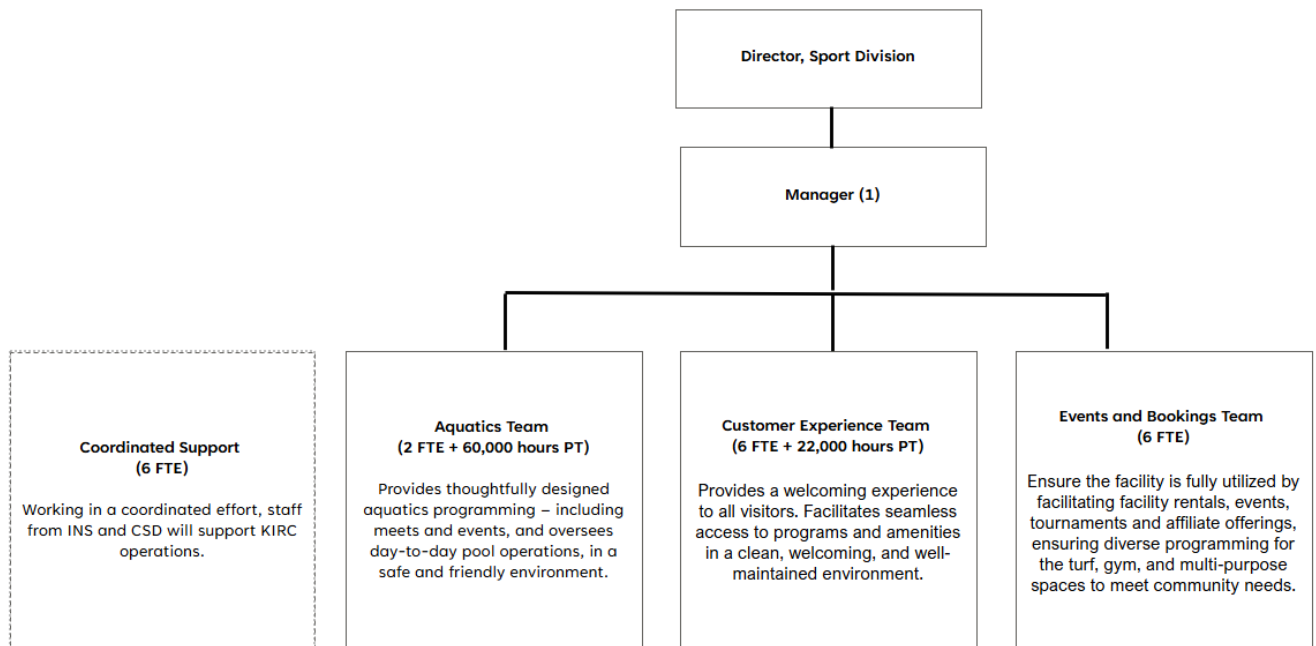 Director, Sport Division
Manager (1)
Coordinated Support
(6 FTE)
Working in a coordinated effort, staff
from INS and CSD will support KIRC
operations.
Aquatics Team
(2 FTE + 60,000 hours PT)
Provides thoughtfully designed
aquatics programming – including
meets and events, and oversees
day-to-day pool operations, in a
safe and friendly environment.
Customer Experience Team
(6 FTE + 22,000 hours PT)
Provides a welcoming experience
to all visitors. Facilitates seamless
access to programs and amenities
in a clean, welcoming, and well-
maintained environment.
Events and Bookings Team
(6 FTE)
Ensure the facility is fully utilized by
facilitating facility rentals, events,
tournaments and affiliate offerings,
ensuring diverse programming for
the turf, gym, and multi-purpose
spaces to meet community needs.